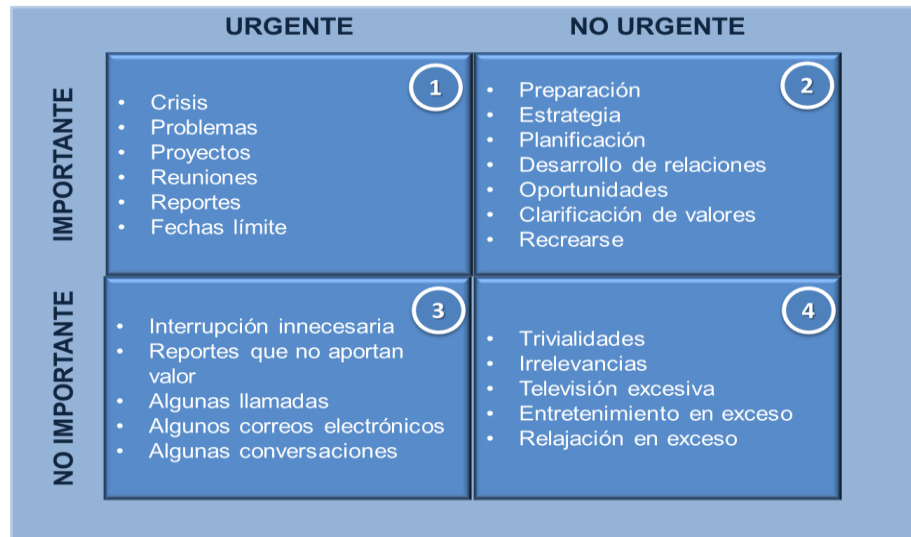 URGENTE
NO URGENTE
IMPORTANTE
1
• Crisis
• Problemas
• Proyectos
• Reuniones
• Reportes
• Fechas límite
2
• Preparación
• Estrategia
• Planificación
• Desarrollo de relaciones
• Oportunidades
• Clarificación de valores
• Recrearse
NO IMPORTANTE
3
• Interrupción innecesaria
• Reportes que no aportan
valor
• Algunas llamadas
• Algunos correos electrónicos
• Algunas conversaciones
4
• Trivialidades
• Irrelevancias
• Televisión excesiva
• Entretenimiento en exceso
• Relajación en exceso